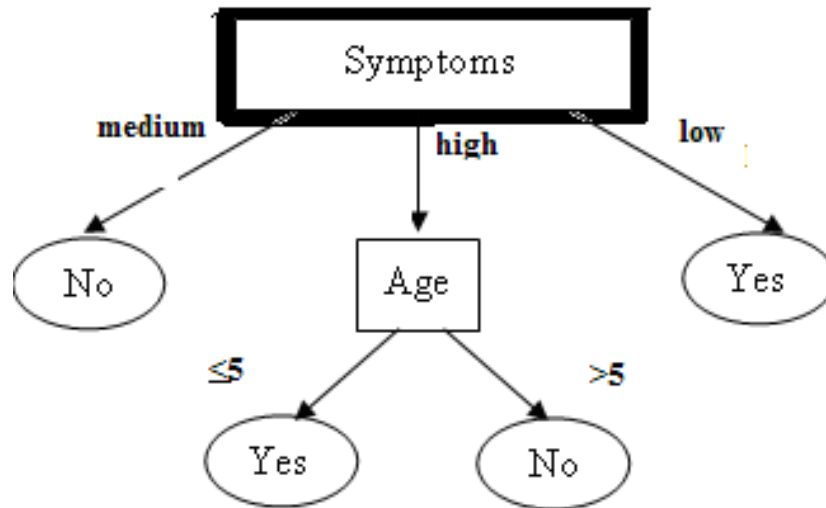 Symptoms
medium
high
low
No
Age
Yes
≤5
>5
Yes
No